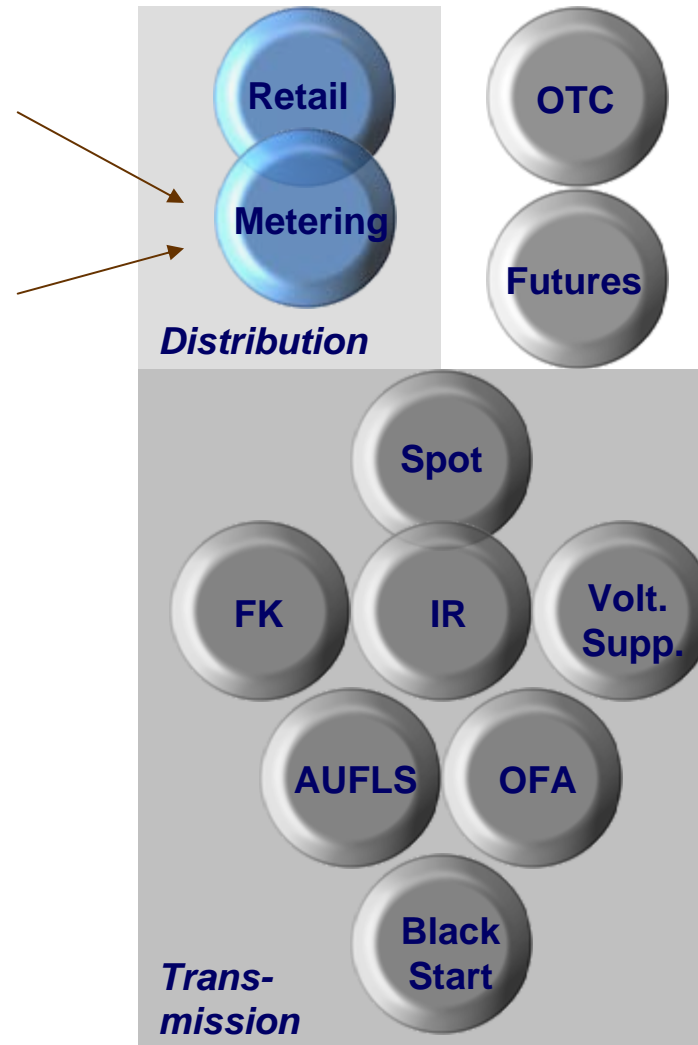 Retail
OTC
Metering
Futures
Distribution
Spot
FK
IR
Volt.
Supp.
AUFLS
OFA
Black
Start
Trans-
mission